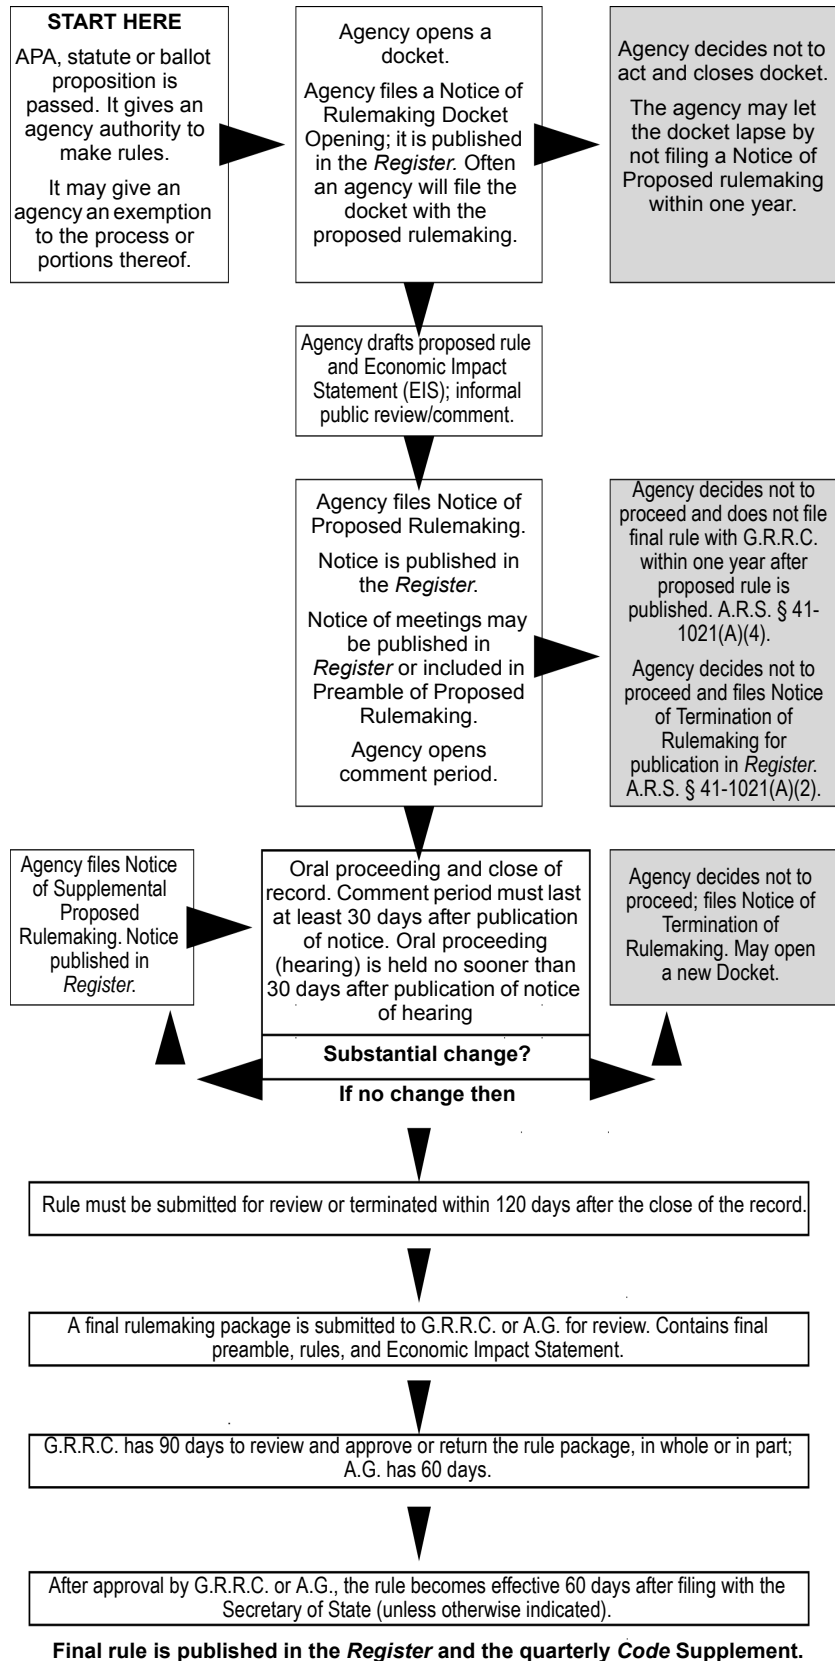 START HERE
APA, statute or ballot
proposition is
passed. It gives an
agency authority to
make rules.
It may give an
agency an exemption
to the process or
portions thereof.
Agency opens a
docket.
Agency files a Notice of
Rulemaking Docket
Opening; it is published
in the Register. Often
an agency will file the
docket with the
proposed rulemaking.
Agency decides not to
act and closes docket.
The agency may let
the docket lapse by
not filing a Notice of
Proposed rulemaking
within one year.
Agency drafts proposed rule
and Economic Impact
Statement (EIS); informal
public review/comment.
Agency files Notice of
Proposed Rulemaking.
Notice is published in
the Register.
Notice of meetings may
be published in
Register or included in
Preamble of Proposed
Rulemaking.
Agency opens
comment period.
Agency decides not to
proceed and does not file
final rule with G.R.R.C.
within one year after
proposed rule is
published. A.R.S. § 41-
1021(A)(4).
Agency decides not to
proceed and files Notice
of Termination of
Rulemaking for
publication in Register.
A.R.S. § 41-1021(A)(2).
Agency files Notice
of Supplemental
Proposed
Rulemaking. Notice
published in
Register.
Oral proceeding and close of
record. Comment period must last
at least 30 days after publication
of notice. Oral proceeding
(hearing) is held no sooner than
30 days after publication of notice
of hearing
Agency decides not to
proceed; files Notice of
Termination of
Rulemaking. May open
a new Docket.
Substantial change?
If no change then
Rule must be submitted for review or terminated within 120 days after the close of the record.
A final rulemaking package is submitted to G.R.R.C. or A.G. for review. Contains final
preamble, rules, and Economic Impact Statement.
G.R.R.C. has 90 days to review and approve or return the rule package, in whole or in part;
A.G. has 60 days.
After approval by G.R.R.C. or A.G., the rule becomes effective 60 days after filing with the
Secretary of State (unless otherwise indicated).
Final rule is published in the Register and the quarterly Code Supplement.